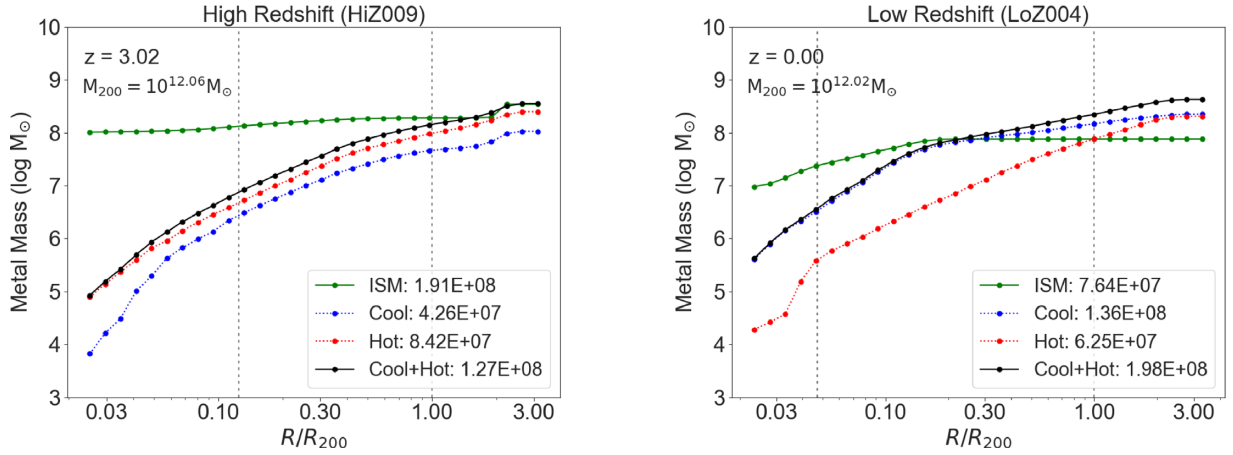 High Redshift (HiZ009)
z = 3.02
M200 = 10^12.06 M⊙
Metal Mass (log M⊙)
10
9
8
7
6
5
4
3
ISM: 1.91E+08
Cool: 4.26E+07
Hot: 8.42E+07
Cool+Hot: 1.27E+08
0.03 0.10 0.30 1.00 3.00
R/R200
Low Redshift (LoZ004)
z = 0.00
M200 = 10^12.02 M⊙
Metal Mass (log M⊙)
10
9
8
7
6
5
4
3
ISM: 7.64E+07
Cool: 1.36E+08
Hot: 6.25E+07
Cool+Hot: 1.98E+08
0.03 0.10 0.30 1.00 3.00
R/R200